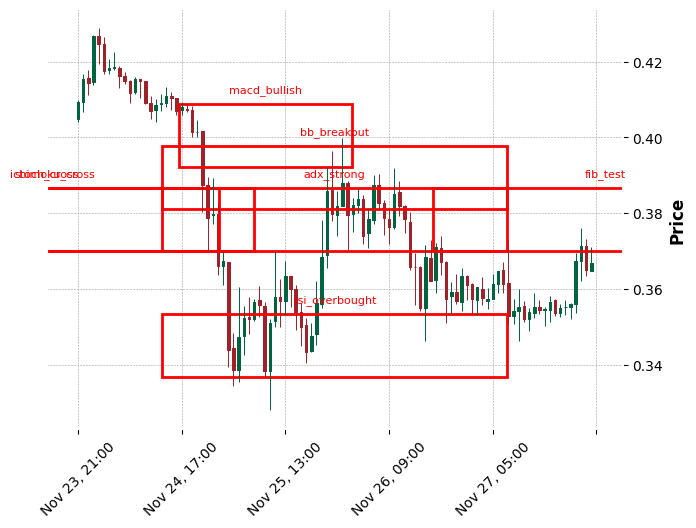 macd_bullish
bb_breakout
adx_strong
fib_test
rsi_overbought
0.42
0.40
0.38
0.36
0.34
Price
Nov 23, 21:00
Nov 24, 17:00
Nov 25, 13:00
Nov 26, 09:00
Nov 27, 05:00